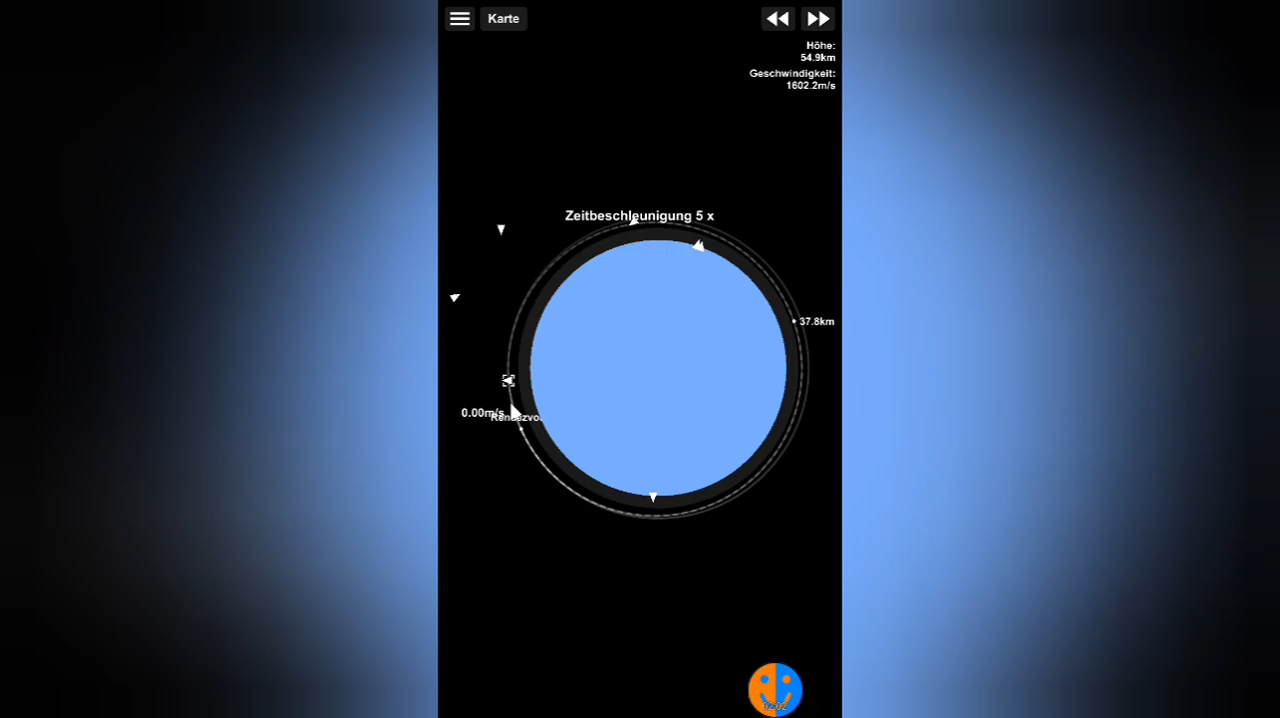 Karte
Höhe:
54.9km
Geschwindigkeit:
1602.2m/s
Zeitbeschleunigung 5 x
37.8km
0.00m/s